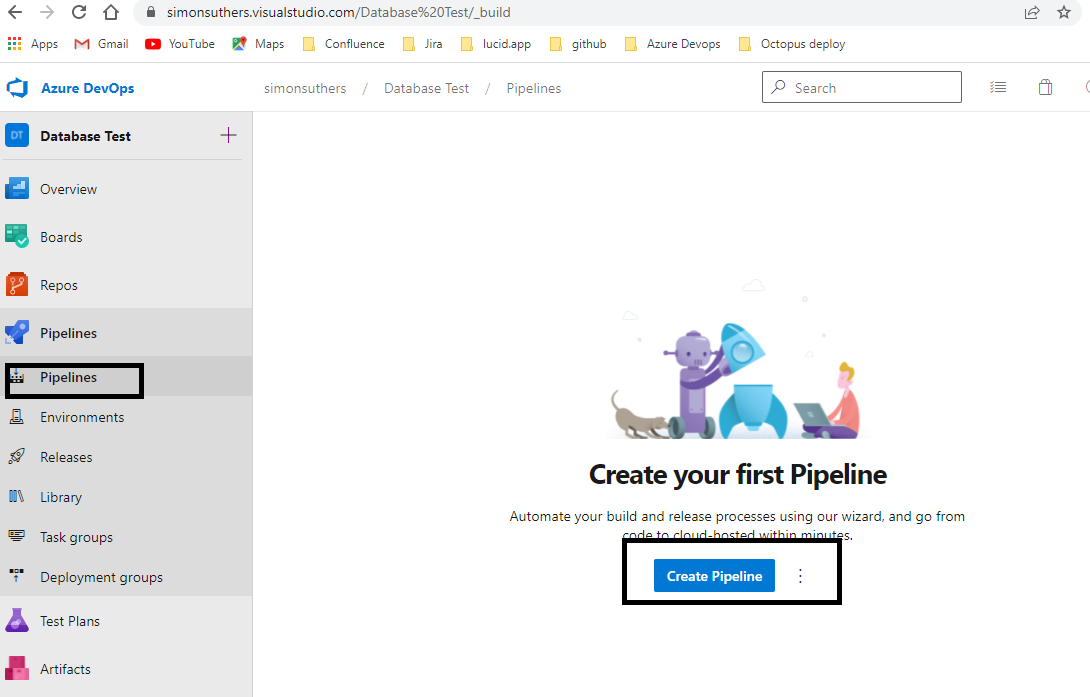 simonsuthers.visualstudio.com/Database%20Test/_build
Apps Gmail YouTube Maps Confluence Jira lucid.app github Azure Devops Octopus deploy
Azure DevOps simonsuthers / Database Test / Pipelines Search
DT Database Test
Overview
Boards
Repos
Pipelines
Pipelines
Environments
Releases
Library
Task groups
Deployment groups
Test Plans
Artifacts
Create your first Pipeline
Automate your build and release processes using our wizard, and go from
code to cloud-hosted within minutes.
Create Pipeline